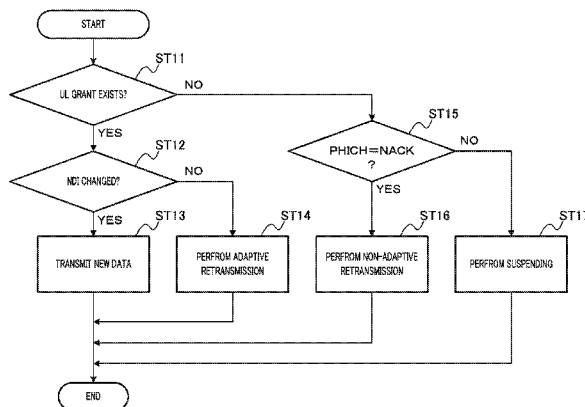 START
ST11
UL GRANT EXISTS?
NO
YES
ST12
ST15
NDI CHANGED?
NO
PHICH=NACK
?
NO
YES
YES
ST13
ST14
ST16
ST17
TRANSMIT NEW DATA
PERFROM ADAPTIVE
RETRANSMISSION
PERFROM NON-ADAPTIVE
RETRANSMISSION
PERFROM SUSPENDING
END